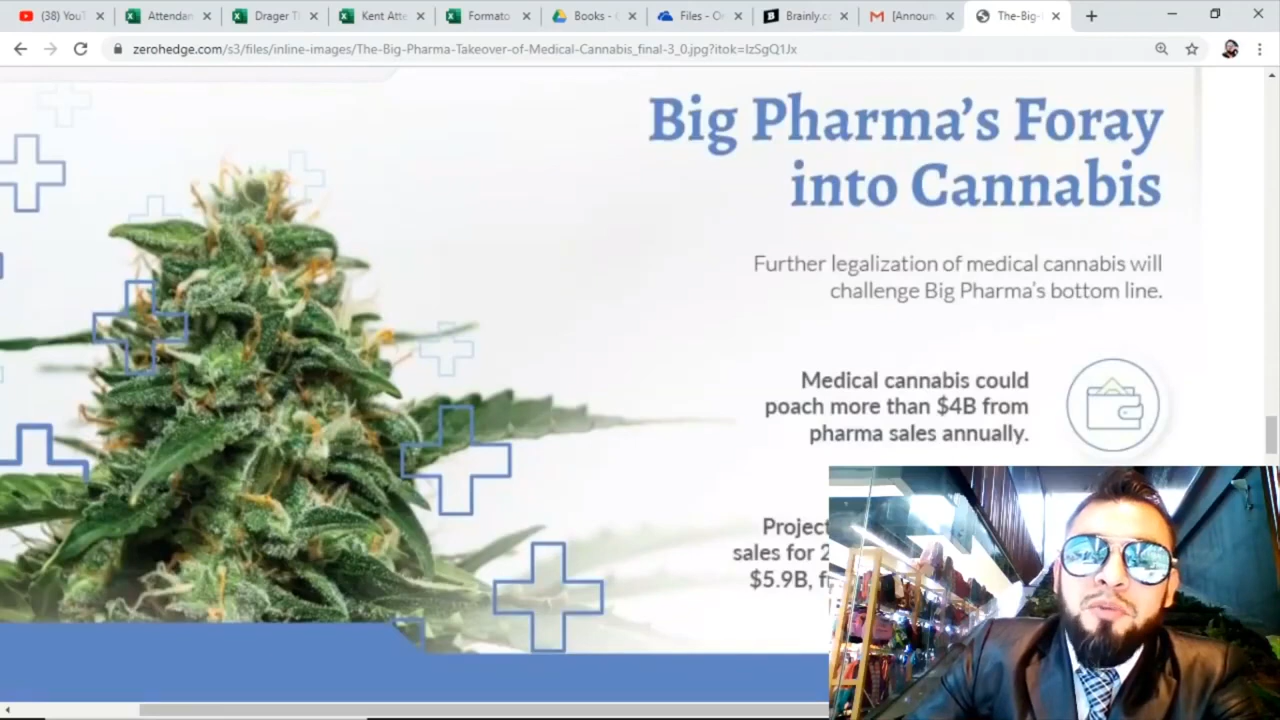 (38) YouT
Attendan
Drager T
Kent Atte
Formato
Books - 
Files - O
Brainly.c
[Announ
The-Big-
zerohedge.com/s3/files/inline-images/The-Big-Pharma-Takeover-of-Medical-Cannabis_final-3_0.jpg?itok=IzSgQ1Jx
Big Pharma's Foray
into Cannabis
Further legalization of medical cannabis will
challenge Big Pharma's bottom line.
Medical cannabis could
poach more than $4B from
pharma sales annually.
Project
sales for 2
$5.9B, f